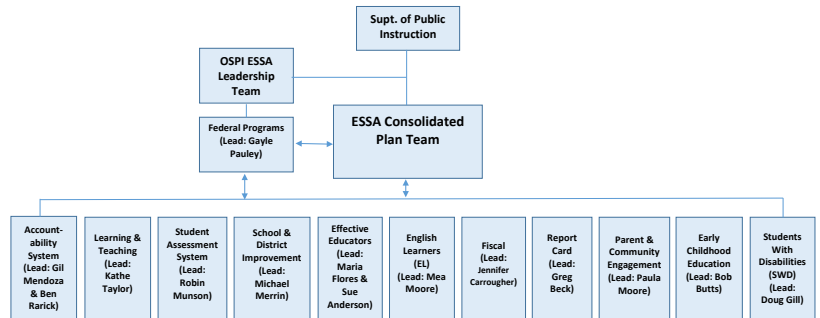 Supt. of Public
Instruction
OSPI ESSA
Leadership
Team
ESSA Consolidated
Plan Team
Federal Programs
(Lead: Gayle
Pauley)
Account-
ability
System
(Lead: Gil
Mendoza
& Ben
Rarick)
Learning &
Teaching
(Lead:
Kathe
Taylor)
Student
Assessment
System
(Lead:
Robin
Munson)
School &
District
Improvement
(Lead:
Michael
Merrin)
Effective
Educators
(Lead:
Maria
Flores &
Sue
Anderson)
English
Learners
(EL)
(Lead: Mea
Moore)
Fiscal
(Lead:
Jennifer
Carrougher)
Report
Card
(Lead:
Greg
Beck)
Parent &
Community
Engagement
(Lead: Paula
Moore)
Early
Childhood
Education
(Lead: Bob
Butts)
Students
With
Disabilities
(SWD)
(Lead:
Doug Gill)